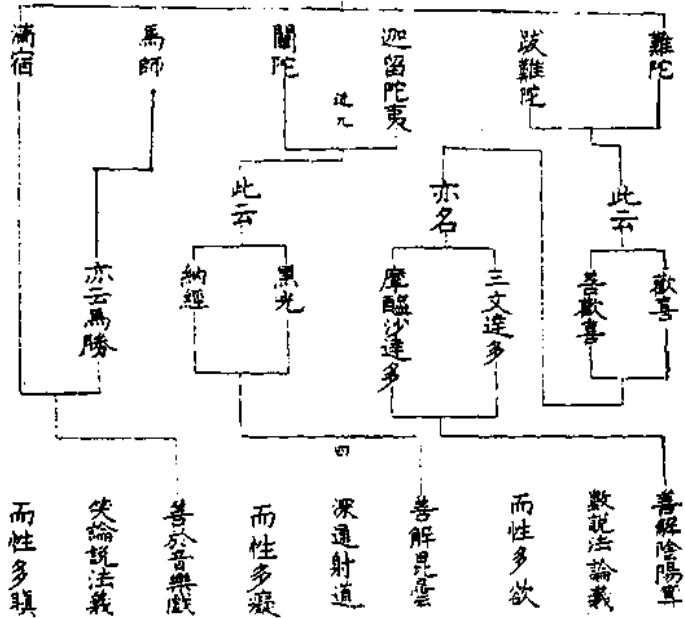 難陀
跋難陀
迦留陀夷
闡陀
馬師
滿宿
此云
歡喜
善歡喜
亦名
三文達多
摩醯沙達多
此云
黑光
納經
亦云馬勝
善解陰陽
數說法論義
而性多欲
善解毘曇
四
深通射道
而性多癡
善於音樂戲
笑論說法義
而性多瞋